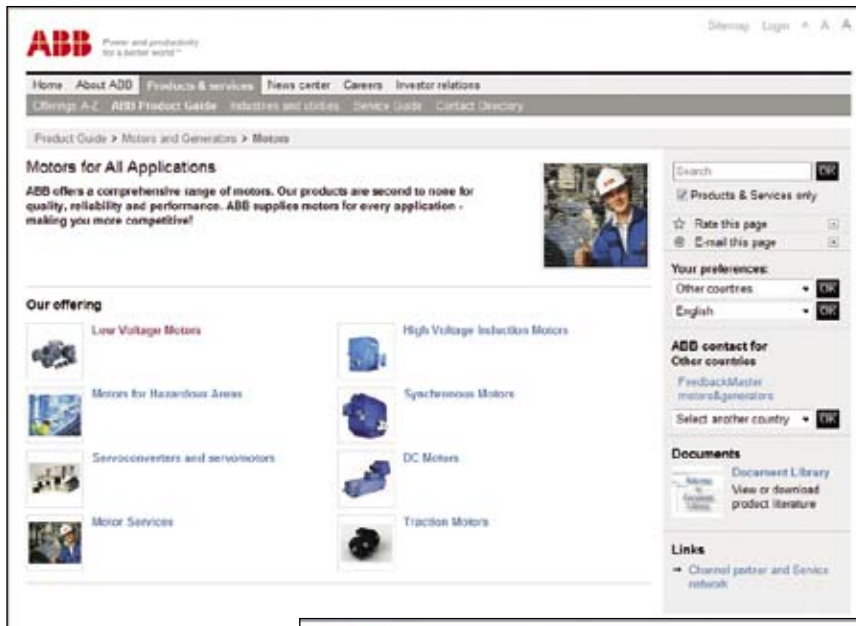 Sitemap Login A A A
ABB
Power and productivity
for a better world™
Home About ABB Products & services News center Careers Investor relations
Offerings A-Z ABB Product Guide Industries and utilities Service Guide Contact Directory
Product Guide > Motors and Generators > Motors
Motors for All Applications
ABB offers a comprehensive range of motors. Our products are second to none for
quality, reliability and performance. ABB supplies motors for every application -
making you more competitive!
Our offering
Low Voltage Motors
High Voltage Induction Motors
Motors for Hazardous Areas
Synchronous Motors
Servoconverters and servomotors
DC Motors
Motor Services
Traction Motors
Search OK
Products & Services only
Rate this page
E-mail this page
Your preferences:
Other countries OK
English OK
ABB contact for
Other countries
FeedbackMaster
motors&generators
Select another country OK
Documents
Document Library
View or download
product literature
Links
Channel partner and Service
network